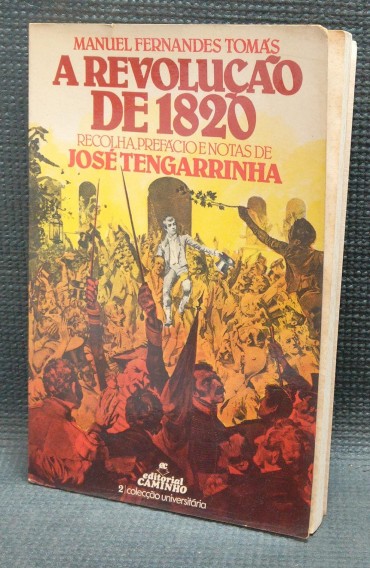 MANUEL FERNANDES TOMÁS
A REVOLUÇÃO
DE 1820
RECOLHA, PREFÁCIO E NOTAS DE
JOSÉ TENGARRINHA
editorial
CAMINHO
2 | colecção universitária